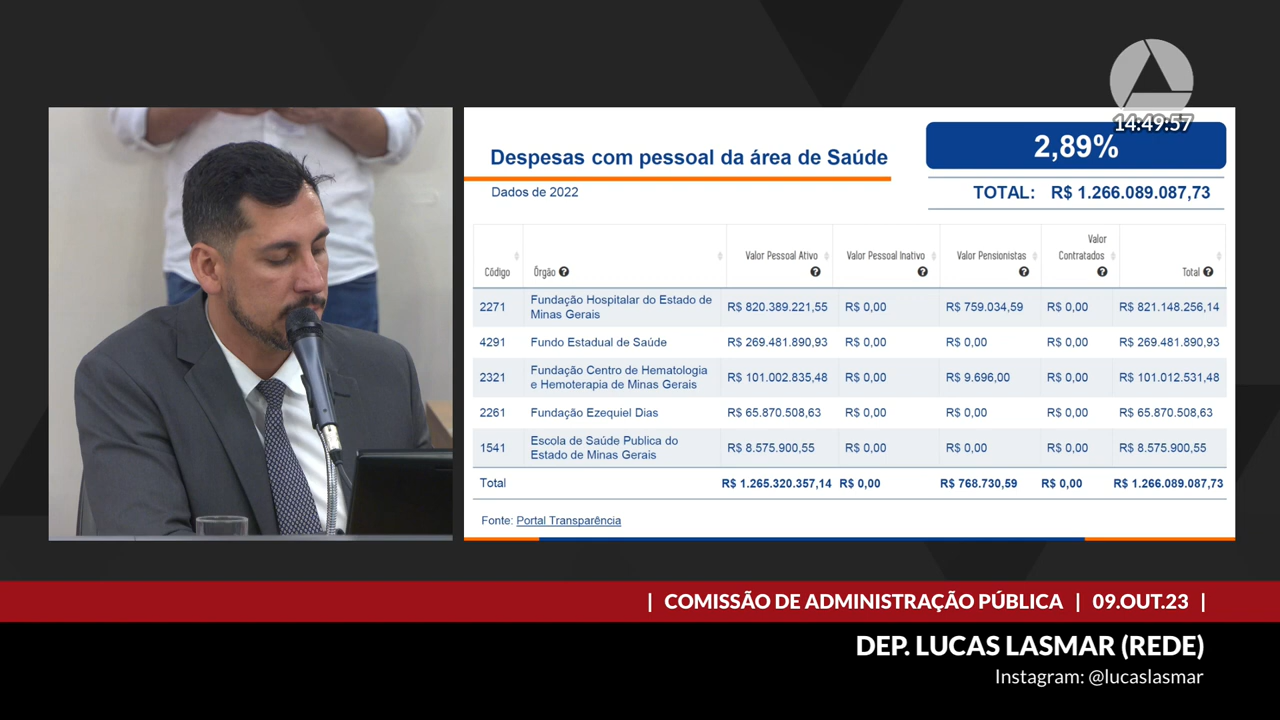 14:49:57
Despesas com pessoal da área de Saúde
2,89%
Dados de 2022
TOTAL: R$ 1.266.089.087,73
Código Órgão Valor Pessoal Ativo Valor Pessoal Inativo Valor Pensionistas Valor Contratados Total
2271 Fundação Hospitalar do Estado de Minas Gerais R$ 820.389.221,55 R$ 0,00 R$ 759.034,59 R$ 0,00 R$ 821.148.256,14
4291 Fundo Estadual de Saúde R$ 269.481.890,93 R$ 0,00 R$ 0,00 R$ 0,00 R$ 269.481.890,93
2321 Fundação Centro de Hematologia e Hemoterapia de Minas Gerais R$ 101.002.835,48 R$ 0,00 R$ 9.696,00 R$ 0,00 R$ 101.012.531,48
2261 Fundação Ezequiel Dias R$ 65.870.508,63 R$ 0,00 R$ 0,00 R$ 0,00 R$ 65.870.508,63
1541 Escola de Saúde Publica do Estado de Minas Gerais R$ 8.575.900,55 R$ 0,00 R$ 0,00 R$ 0,00 R$ 8.575.900,55
Total R$ 1.265.320.357,14 R$ 0,00 R$ 768.730,59 R$ 0,00 R$ 1.266.089.087,73
Fonte: Portal Transparência
| COMISSÃO DE ADMINISTRAÇÃO PÚBLICA | 09.OUT.23 |
DEP. LUCAS LASMAR (REDE)
Instagram: @lucaslasmar